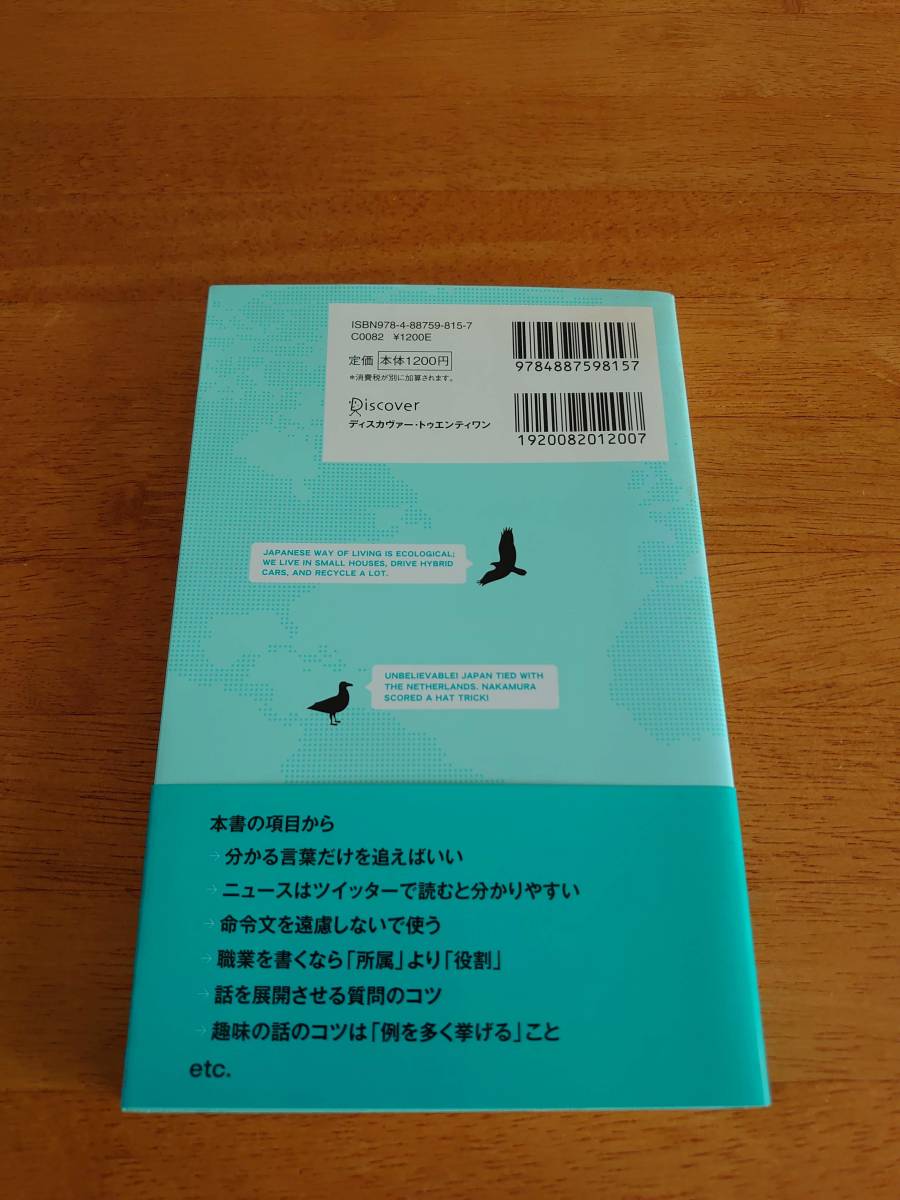 ISBN978-4-88759-815-7
C0082 ¥1200E
定価 本体1200円
*消費税が別に加算されます。
Discover
ディスカヴァー・トゥエンティワン
9784887598157
1920082012007
JAPANESE WAY OF LIVING IS ECOLOGICAL;
WE LIVE IN SMALL HOUSES, DRIVE HYBRID
CARS, AND RECYCLE A LOT.
UNBELIEVABLE! JAPAN TIED WITH
THE NETHERLANDS. NAKAMURA
SCORED A HAT TRICK!
本書の項目から
→ 分かる言葉だけを追えばいい
→ ニュースはツイッターで読むと分かりやすい
→ 命令文を遠慮しないで使う
→ 職業を書くなら「所属」より「役割」
→ 話を展開させる質問のコツ
→ 趣味の話のコツは「例を多く挙げる」こと
etc.